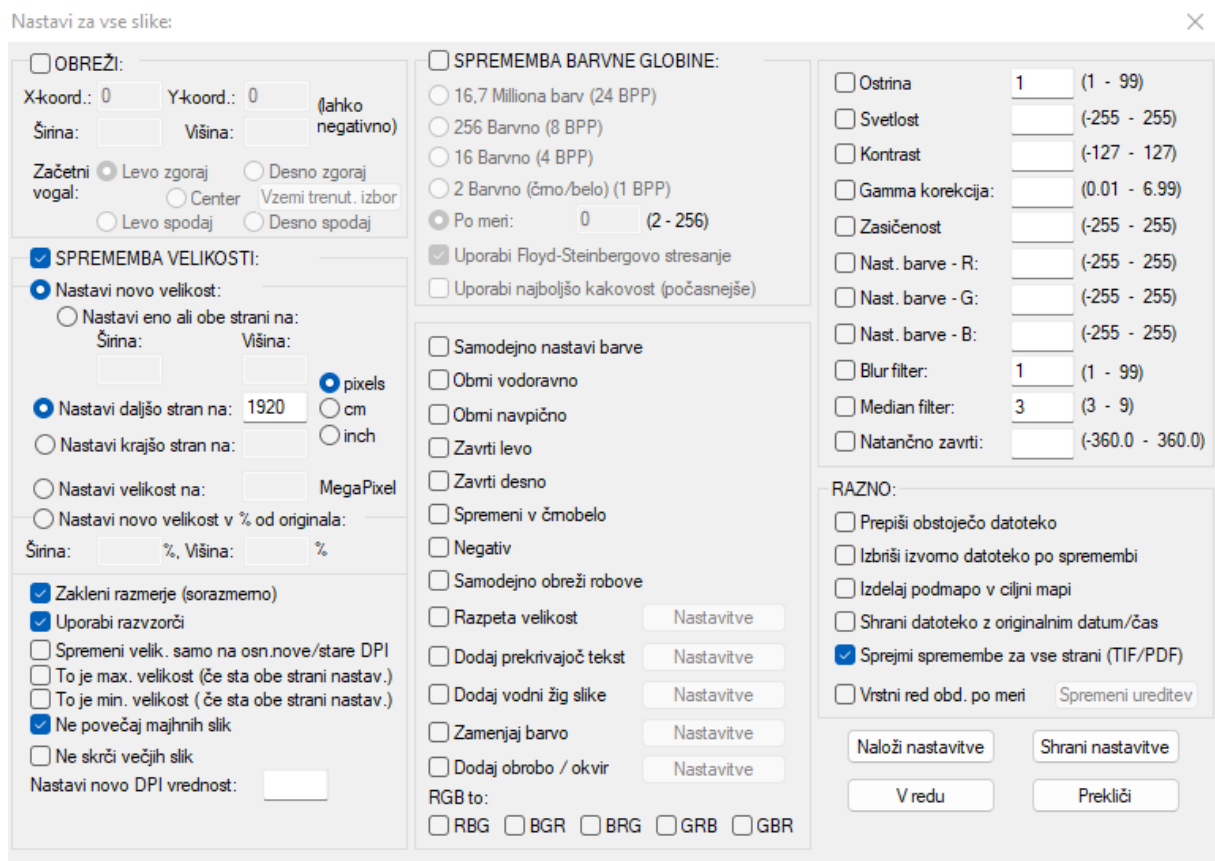 Nastavi za vse slike:
OBREŽI:
X-koord.: 0 Y-koord.: 0 (lahko negativno)
Širina: Višina:
Začetni vogal: Levo zgoraj Desno zgoraj
Center Vzemi trenut. izbor
Levo spodaj Desno spodaj
SPREMEMBA VELIKOSTI:
Nastavi novo velikost:
Nastavi eno ali obe strani na:
Širina: Višina:
pixels
Nastavi daljšo stran na: 1920 cm
inch
Nastavi krajšo stran na:
Nastavi velikost na: MegaPixel
Nastavi novo velikost v % od originala:
Širina: %, Višina: %
Zakleni razmerje (sorazmerno)
Uporabi razvzorči
Spremeni velik. samo na osn.nove/stare DPI
To je max. velikost (če sta obe strani nastav.)
To je min. velikost ( če sta obe strani nastav.)
Ne povečaj majhnih slik
Ne skrči večjih slik
Nastavi novo DPI vrednost:
SPREMEMBA BARVNE GLOBINE:
16,7 Milliona barv (24 BPP)
256 Barvno (8 BPP)
16 Barvno (4 BPP)
2 Barvno (črno/belo) (1 BPP)
Po meri: 0 (2 - 256)
Uporabi Floyd-Steinbergovo stresanje
Uporabi najboljšo kakovost (počasnejše)
Samodejno nastavi barve
Obrni vodoravno
Obrni navpično
Zavrti levo
Zavrti desno
Spremeni v črnobelo
Negativ
Samodejno obreži robove
Razpeta velikost Nastavitve
Dodaj prekrivajoč tekst Nastavitve
Dodaj vodni žig slike Nastavitve
Zamenjaj barvo Nastavitve
Dodaj obrobo / okvir Nastavitve
RGB to:
RBG BGR BRG GRB GBR
Ostrina 1 (1 - 99)
Svetlost (-255 - 255)
Kontrast (-127 - 127)
Gamma korekcija: (0.01 - 6.99)
Zasičenost (-255 - 255)
Nast. barve - R: (-255 - 255)
Nast. barve - G: (-255 - 255)
Nast. barve - B: (-255 - 255)
Blur filter: 1 (1 - 99)
Median filter: 3 (3 - 9)
Natančno zavrti: (-360.0 - 360.0)
RAZNO:
Prepiši obstoječo datoteko
Izbriši izvorno datoteko po spremembi
Izdelaj podmapo v ciljni mapi
Shrani datoteko z originalnim datum/čas
Sprejmi spremembe za vse strani (TIF/PDF)
Vrstni red obd. po meri Spremeni ureditev
Naloži nastavitve Shrani nastavitve
V redu Prekliči